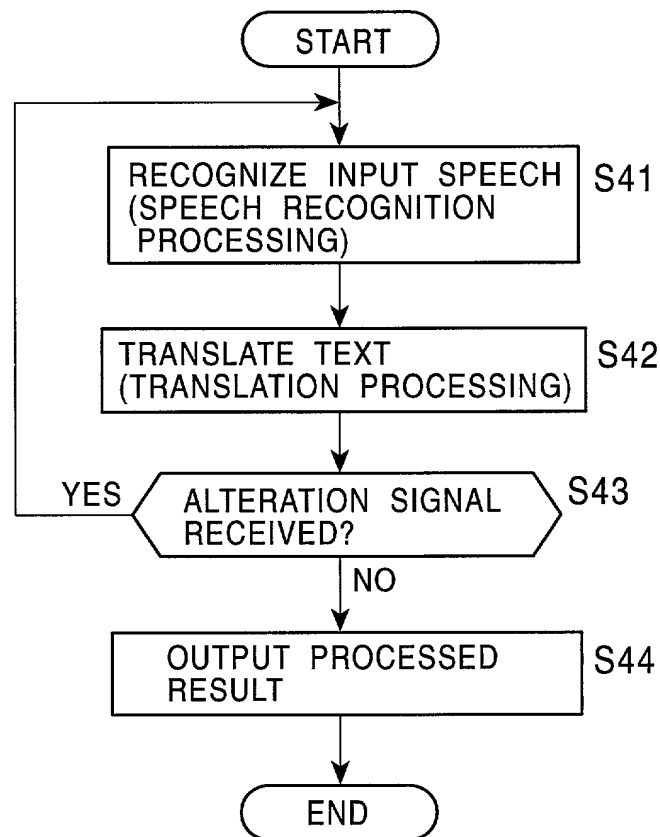 START
RECOGNIZE INPUT SPEECH
(SPEECH RECOGNITION
PROCESSING)
S41
TRANSLATE TEXT
(TRANSLATION PROCESSING)
S42
YES
ALTERATION SIGNAL
RECEIVED?
S43
NO
OUTPUT PROCESSED
RESULT
S44
END